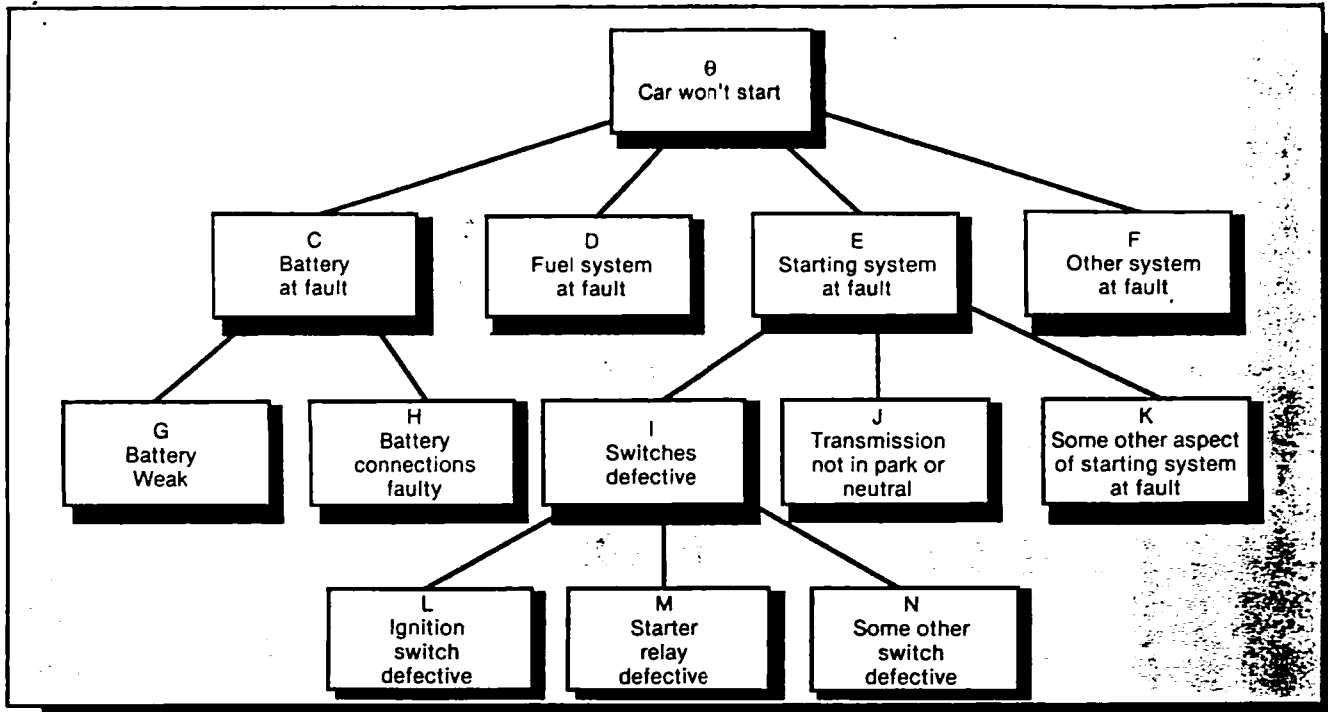 θ
Car won't start
C
Battery
at fault
D
Fuel system
at fault
E
Starting system
at fault
F
Other system
at fault
G
Battery
Weak
H
Battery
connections
faulty
I
Switches
defective
J
Transmission
not in park or
neutral
K
Some other aspect
of starting system
at fault
L
Ignition
switch
defective
M
Starter
relay
defective
N
Some other
switch
defective